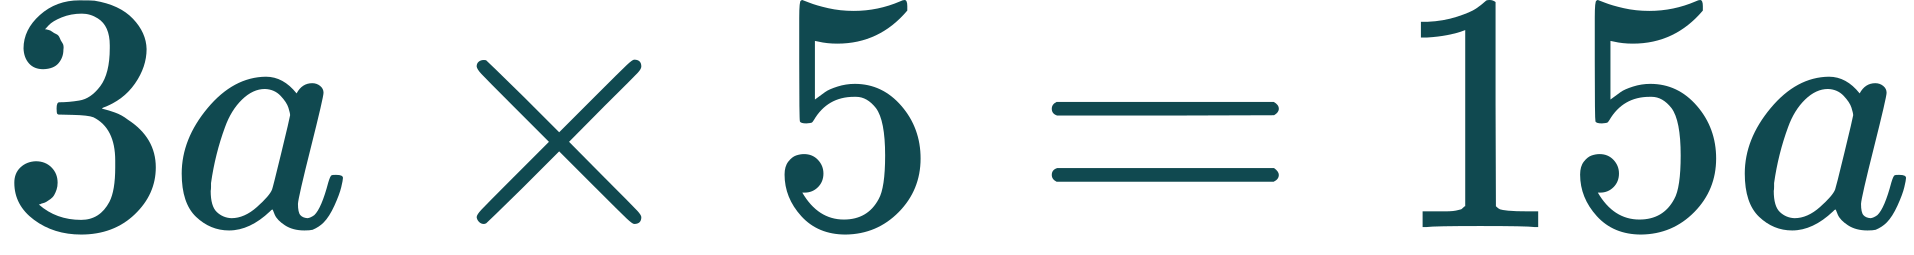 3a × 5 = 15a